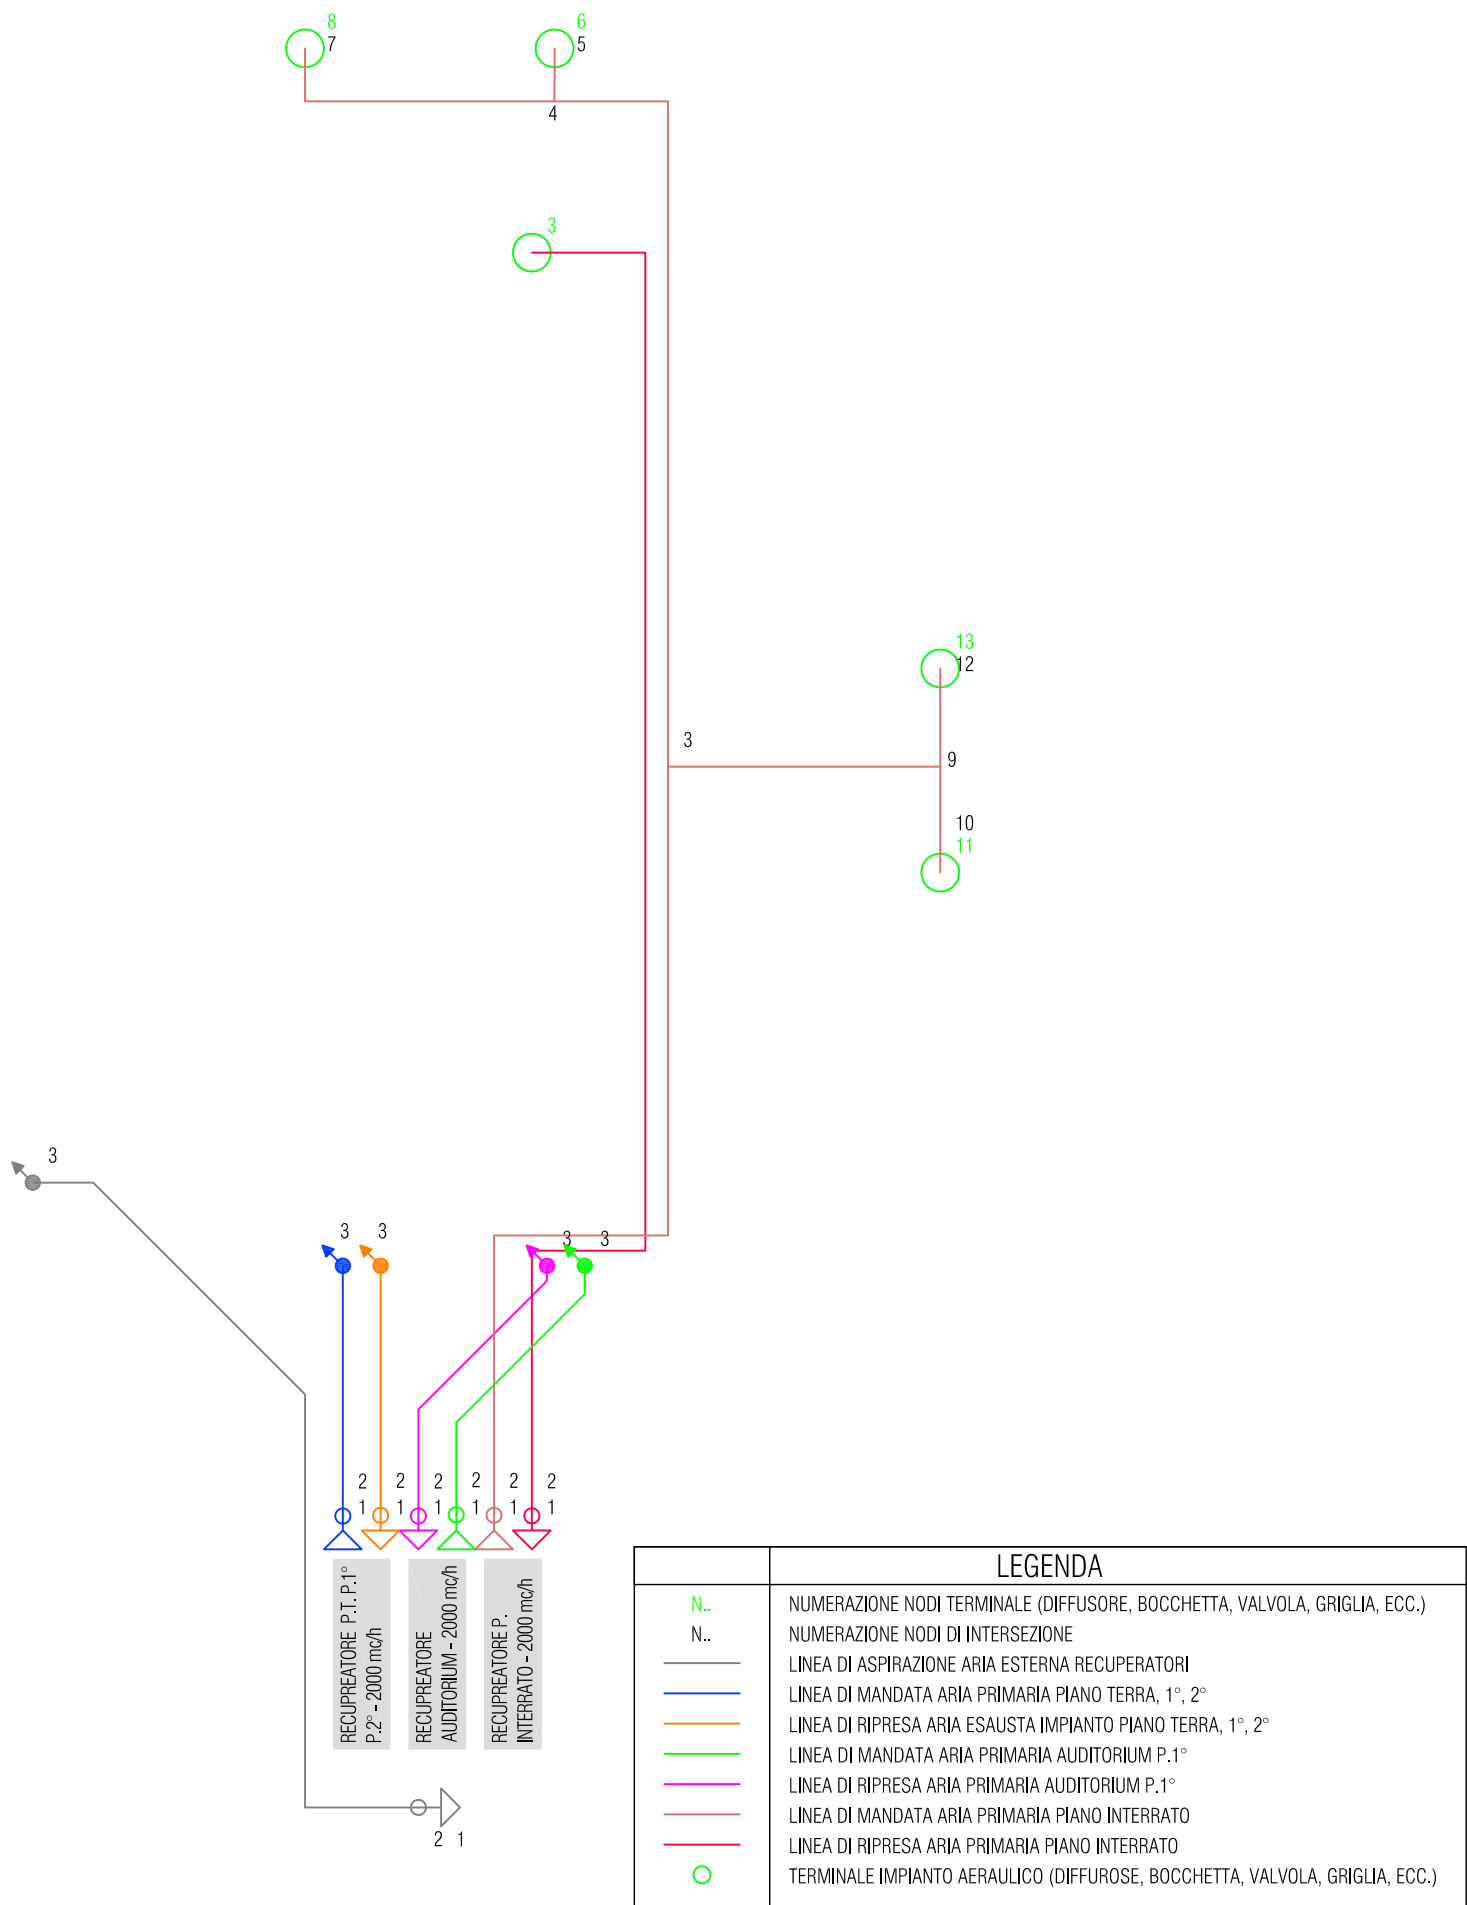 8
7
6
5
4
3
13
12
3
9
10
11
3
3
3
3
3
2
2
2
2
2
2
1
1
1
1
1
1
RECUPREATORE P.T. P.1°
P.2° - 2000 mc/h
RECUPREATORE
AUDITORIUM - 2000 mc/h
RECUPREATORE P.
INTERRATO - 2000 mc/h
2 1
LEGENDA
N.. NUMERAZIONE NODI TERMINALE (DIFFUSORE, BOCCHETTA, VALVOLA, GRIGLIA, ECC.)
N.. NUMERAZIONE NODI DI INTERSEZIONE
LINEA DI ASPIRAZIONE ARIA ESTERNA RECUPERATORI
LINEA DI MANDATA ARIA PRIMARIA PIANO TERRA, 1°, 2°
LINEA DI RIPRESA ARIA ESAUSTA IMPIANTO PIANO TERRA, 1°, 2°
LINEA DI MANDATA ARIA PRIMARIA AUDITORIUM P.1°
LINEA DI RIPRESA ARIA PRIMARIA AUDITORIUM P.1°
LINEA DI MANDATA ARIA PRIMARIA PIANO INTERRATO
LINEA DI RIPRESA ARIA PRIMARIA PIANO INTERRATO
TERMINALE IMPIANTO AERAULICO (DIFFUROSE, BOCCHETTA, VALVOLA, GRIGLIA, ECC.)